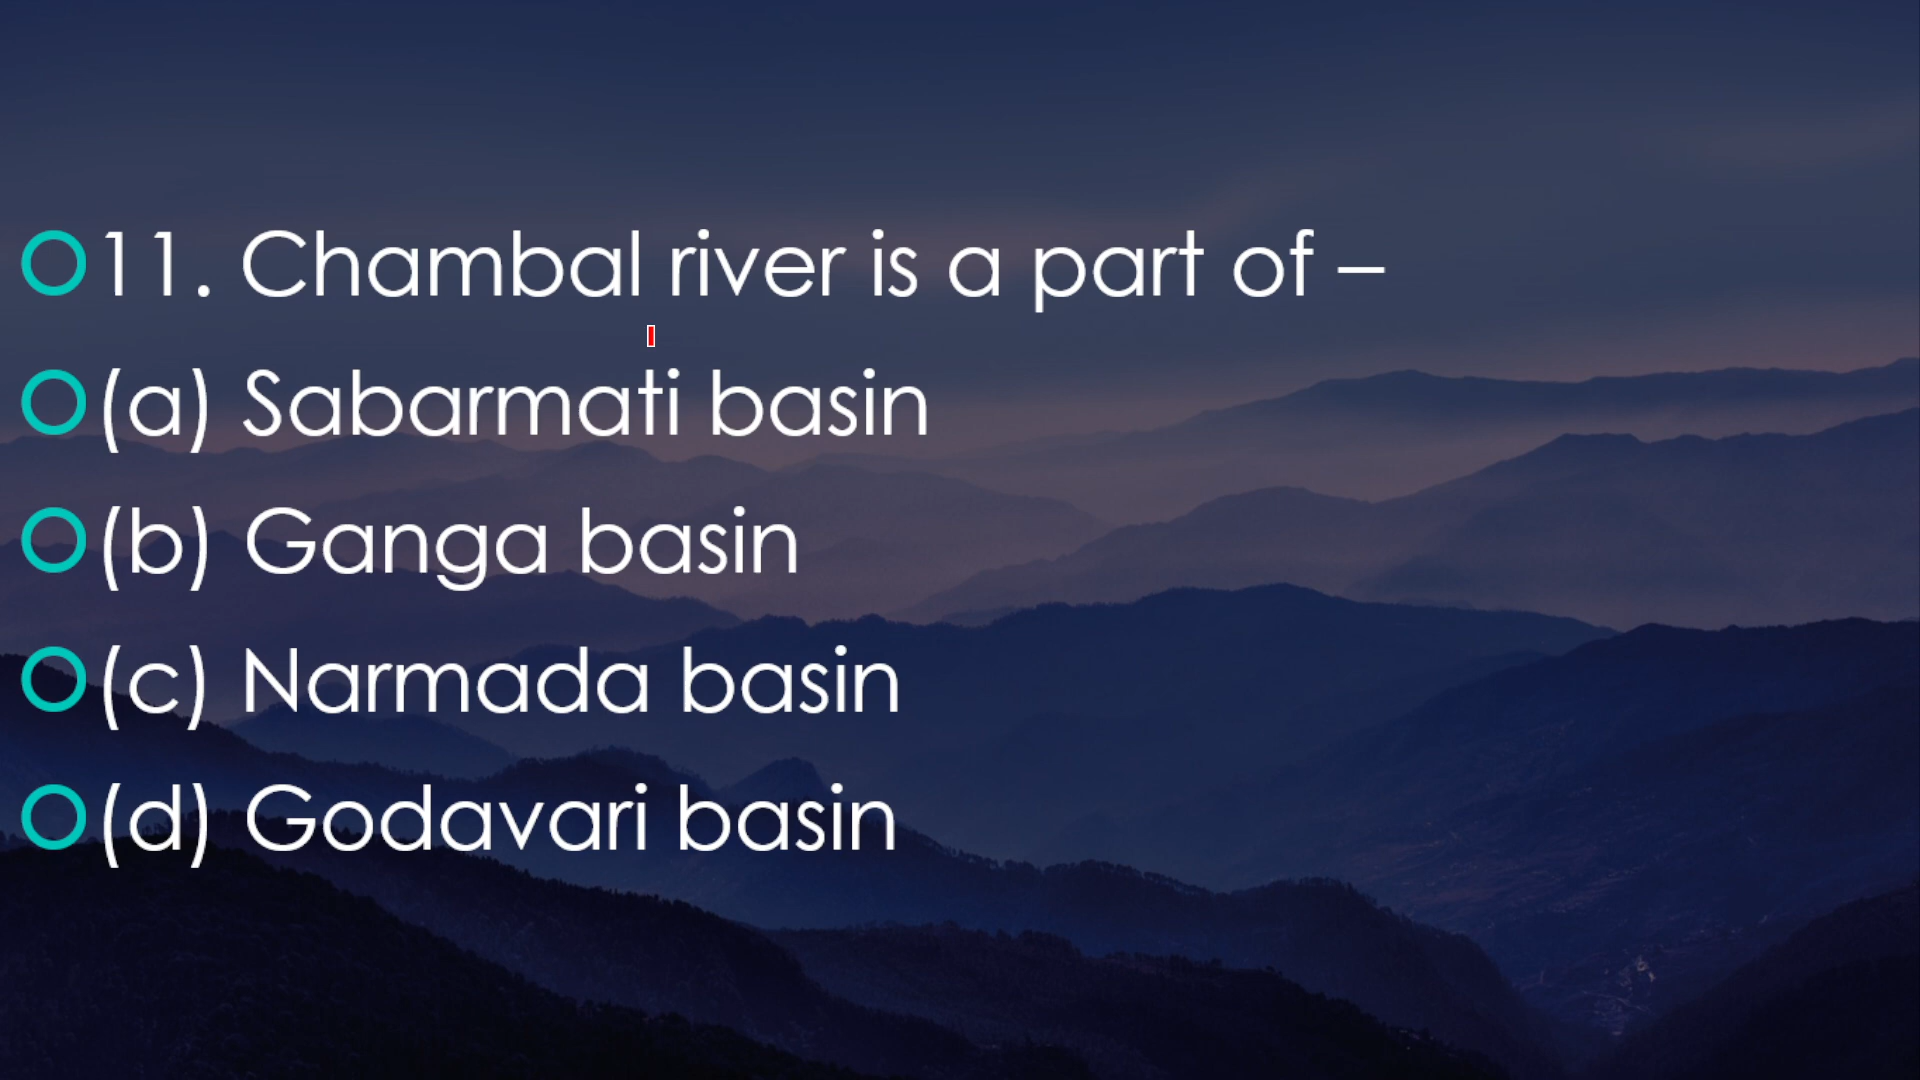 11. Chambal river is a part of –
(a) Sabarmati basin
(b) Ganga basin
(c) Narmada basin
(d) Godavari basin